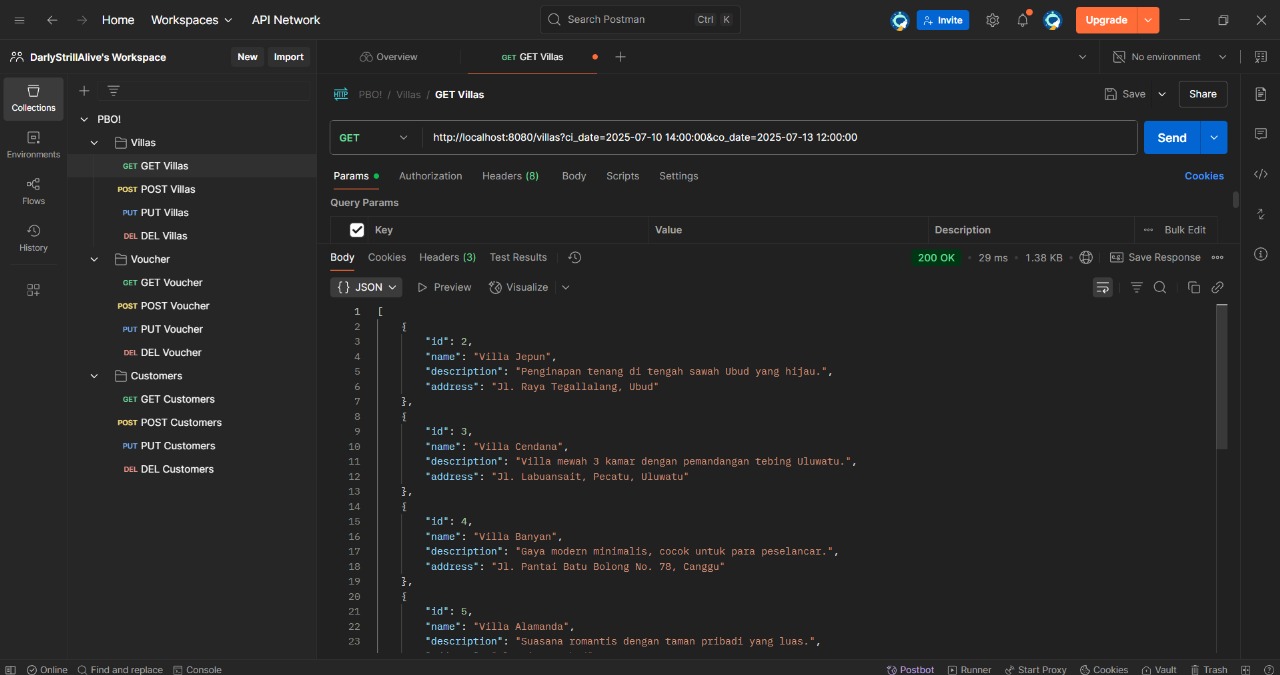 Home Workspaces API Network Search Postman Ctrl K Invite Upgrade
DarlyStrillAlive's Workspace New Import Overview GET GET Villas No environment
Collections
Environments
Flows
History
PBO!
Villas
GET GET Villas
POST POST Villas
PUT PUT Villas
DEL DEL Villas
Voucher
GET GET Voucher
POST POST Voucher
PUT PUT Voucher
DEL DEL Voucher
Customers
GET GET Customers
POST POST Customers
PUT PUT Customers
DEL DEL Customers
HTTP PBO! / Villas / GET Villas Save Share
GET http://localhost:8080/villas?ci_date=2025-07-10 14:00:00&co_date=2025-07-13 12:00:00 Send
Params Authorization Headers (8) Body Scripts Settings Cookies
Query Params
Key Value Description Bulk Edit
Body Cookies Headers (3) Test Results 200 OK 29 ms 1.38 KB Save Response
{} JSON Preview Visualize
1 [
2 {
3 "id": 2,
4 "name": "Villa Jepun",
5 "description": "Penginapan tenang di tengah sawah Ubud yang hijau.",
6 "address": "Jl. Raya Tegallalang, Ubud"
7 },
8 {
9 "id": 3,
10 "name": "Villa Cendana",
11 "description": "Villa mewah 3 kamar dengan pemandangan tebing Uluwatu.",
12 "address": "Jl. Labuansait, Pecatu, Uluwatu"
13 },
14 {
15 "id": 4,
16 "name": "Villa Banyan",
17 "description": "Gaya modern minimalis, cocok untuk para peselancar.",
18 "address": "Jl. Pantai Batu Bolong No. 78, Canggu"
19 },
20 {
21 "id": 5,
22 "name": "Villa Alamanda",
23 "description": "Suasana romantis dengan taman pribadi yang luas.",
Online Find and replace Console Postbot Runner Start Proxy Cookies Vault Trash